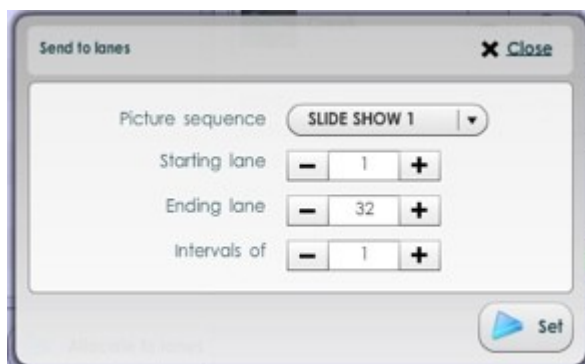 Send to lanes
✖ Close
Picture sequence SLIDE SHOW 1
Starting lane − 1 +
Ending lane − 32 +
Intervals of − 1 +
Set